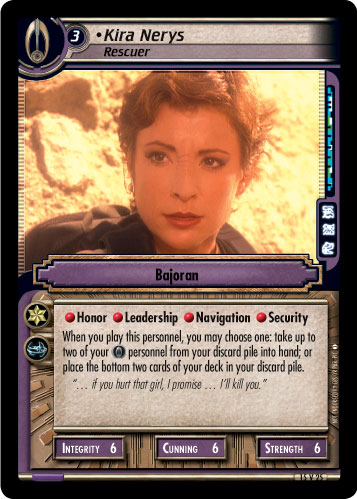 3
•Kira Nerys
Rescuer
Bajoran
Honor Leadership Navigation Security
When you play this personnel, you may choose one: take up
to two of your personnel from your discard pile into hand; or
place the bottom two cards of your deck in your discard pile.
“… if you hurt that girl, I promise … I’ll kill you.”
INTEGRITY 6 CUNNING 6 STRENGTH 6
15 V 25